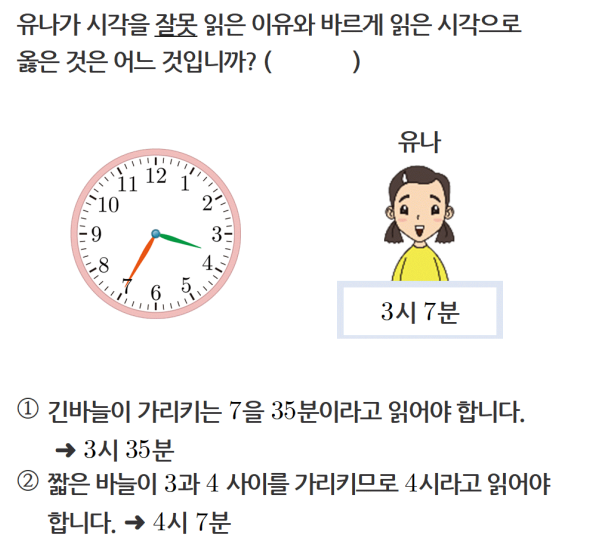 유나가 시각을 잘못 읽은 이유와 바르게 읽은 시각으로
옳은 것은 어느 것입니까? (          )
유나
12
11 1
10 2
9 3
8 4
7 5
6
3시 7분
① 긴바늘이 가리키는 7을 35분이라고 읽어야 합니다.
➜ 3시 35분
② 짧은 바늘이 3과 4 사이를 가리키므로 4시라고 읽어야
합니다. ➜ 4시 7분